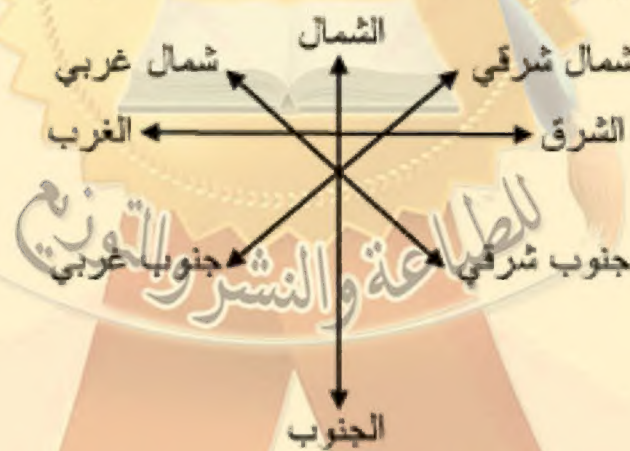 الشمال
شمال شرقي
شمال غربي
الشرق
الغرب
جنوب شرقي
جنوب غربي
للطباعة والنشر والتوزيع
الجنوب